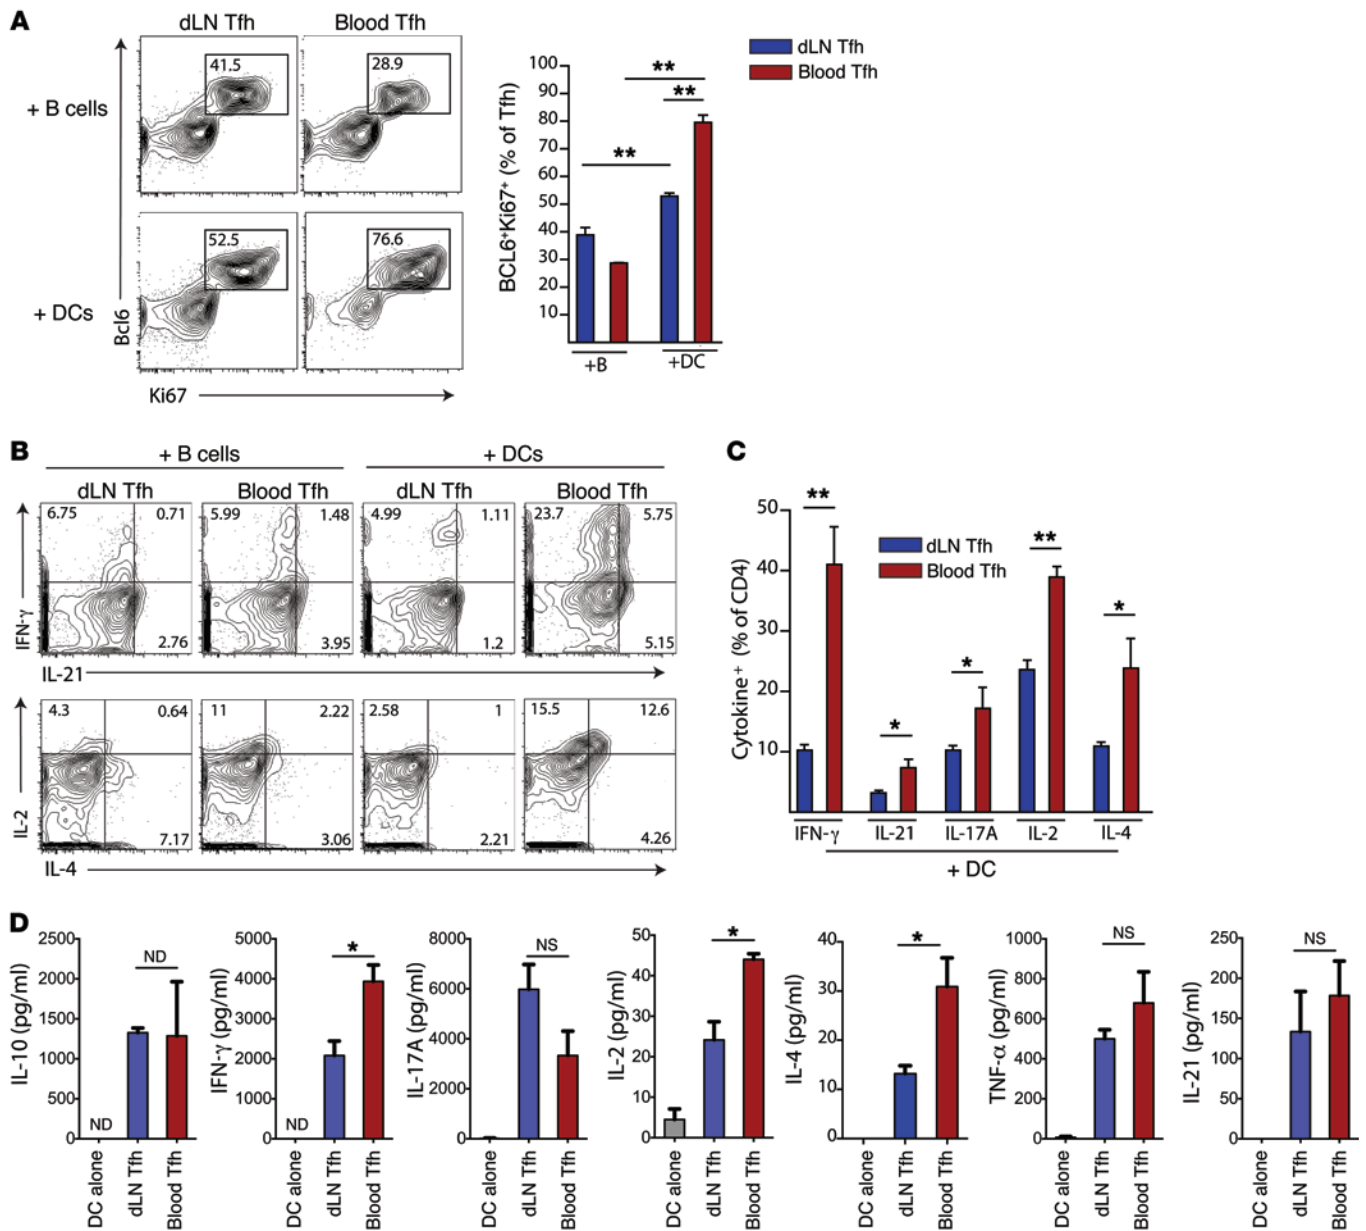 A
dLN Tfh
Blood Tfh
+ B cells
41.5
28.9
+ DCs
52.5
76.6
Bcl6
Ki67
BCL6+Ki67+ (% of Tfh)
100
90
80
70
60
50
40
30
20
10
**
**
**
+B
+DC
dLN Tfh
Blood Tfh
B
+ B cells
+ DCs
dLN Tfh
Blood Tfh
dLN Tfh
Blood Tfh
6.75
0.71
5.99
1.48
4.99
1.11
23.7
5.75
2.76
3.95
1.2
5.15
IFN-γ
IL-21
4.3
0.64
11
2.22
2.58
1
15.5
12.6
7.17
3.06
2.21
4.26
IL-2
IL-4
C
Cytokine+ (% of CD4)
50
40
30
20
10
dLN Tfh
Blood Tfh
**
*
*
**
*
IFN-γ
IL-21
IL-17A
IL-2
IL-4
+ DC
D
IL-10 (pg/ml)
2500
2000
1500
1000
500
0
ND
ND
DC alone
dLN Tfh
Blood Tfh
IFN-γ (pg/ml)
5000
4000
3000
2000
1000
0
*
ND
DC alone
dLN Tfh
Blood Tfh
IL-17A (pg/ml)
8000
6000
4000
2000
0
NS
DC alone
dLN Tfh
Blood Tfh
IL-2 (pg/ml)
50
40
30
20
10
0
*
DC alone
dLN Tfh
Blood Tfh
IL-4 (pg/ml)
40
30
20
10
0
*
DC alone
dLN Tfh
Blood Tfh
TNF-α (pg/ml)
1000
800
600
400
200
0
NS
DC alone
dLN Tfh
Blood Tfh
IL-21 (pg/ml)
250
200
150
100
50
0
NS
DC alone
dLN Tfh
Blood Tfh